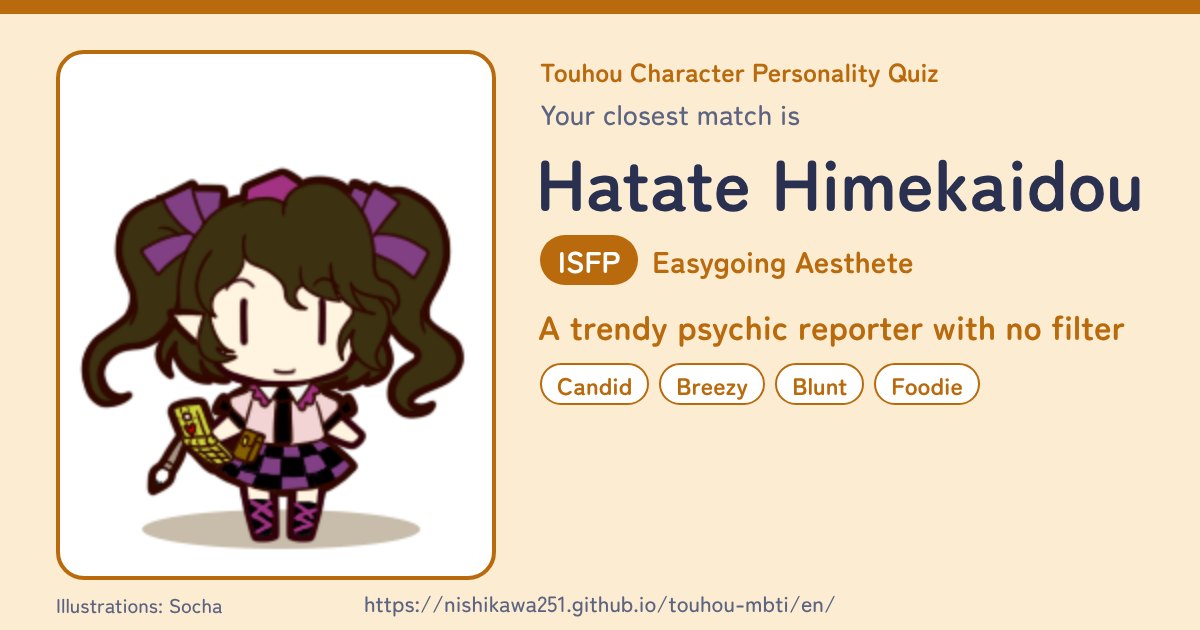 Touhou Character Personality Quiz
Your closest match is
Hatate Himekaidou
ISFP Easygoing Aesthete
A trendy psychic reporter with no filter
Candid Breezy Blunt Foodie
Illustrations: Socha https://nishikawa251.github.io/touhou-mbti/en/